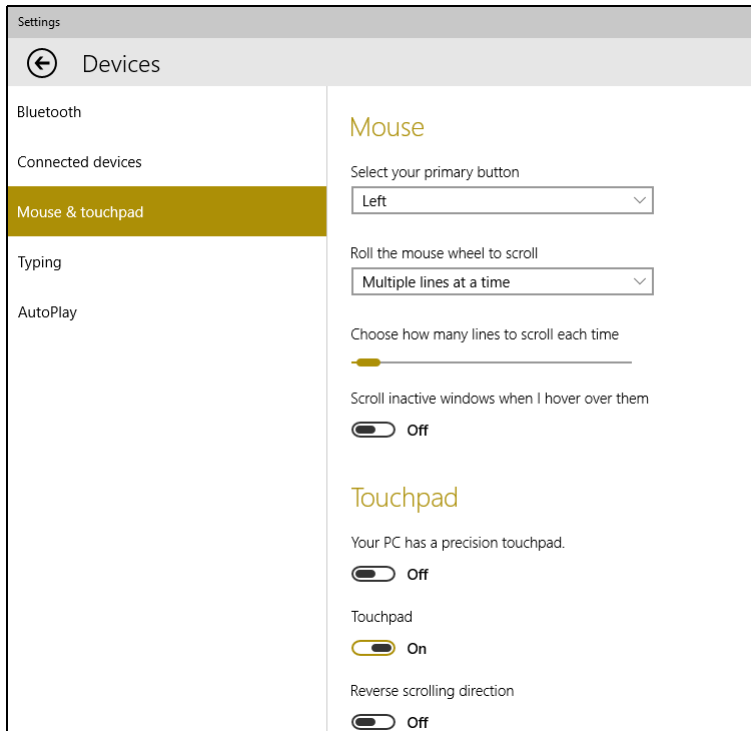 Settings
Devices
Bluetooth
Connected devices
Mouse & touchpad
Typing
AutoPlay
Mouse
Select your primary button
Left
Roll the mouse wheel to scroll
Multiple lines at a time
Choose how many lines to scroll each time
Scroll inactive windows when I hover over them
Off
Touchpad
Your PC has a precision touchpad.
Off
Touchpad
On
Reverse scrolling direction
Off